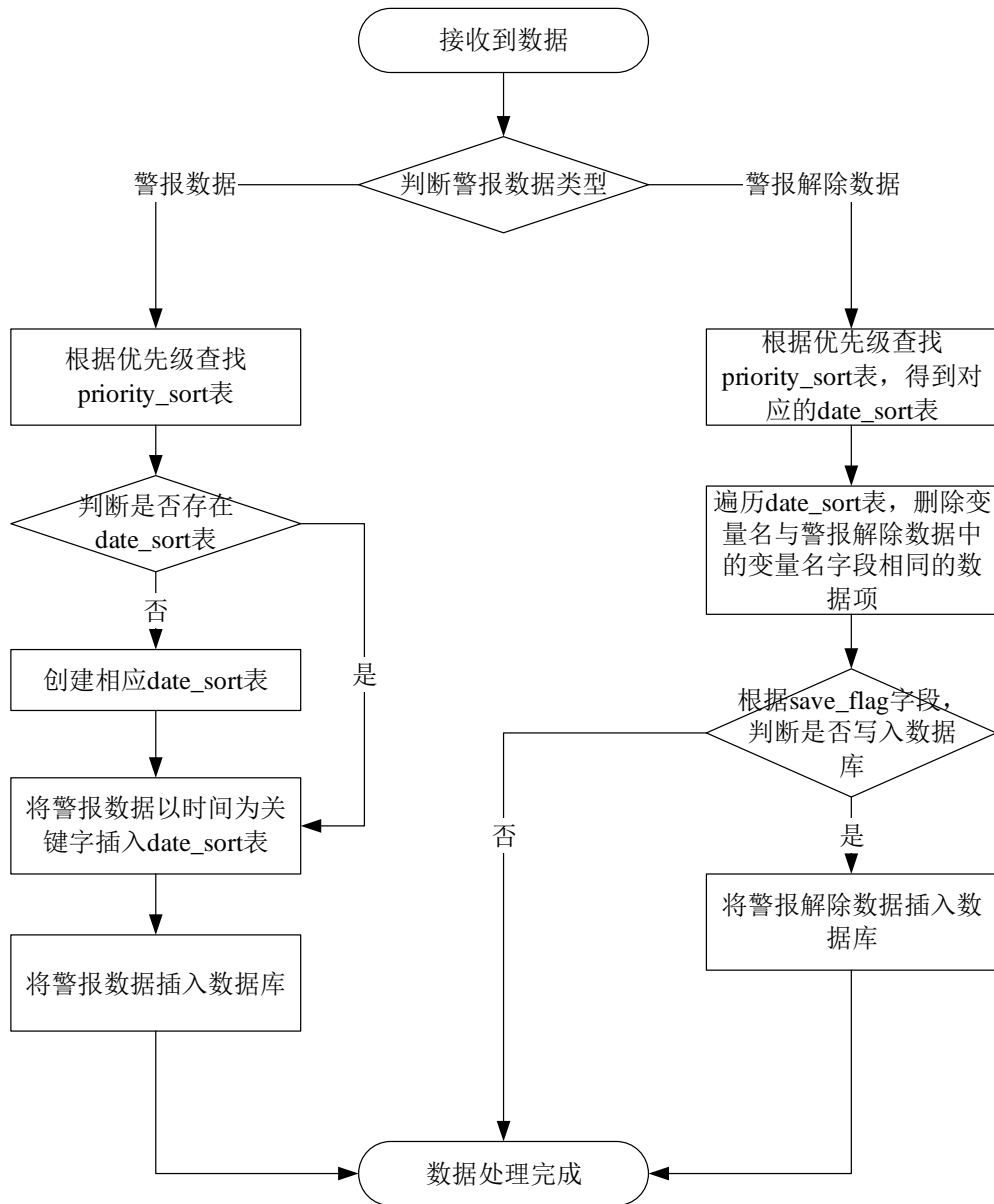 接收到数据
判断警报数据类型
警报数据
警报解除数据
根据优先级查找
priority_sort表
判断是否存在
date_sort表
否
是
创建相应date_sort表
将警报数据以时间为关
键字插入date_sort表
将警报数据插入数据库
根据优先级查找
priority_sort表，得到对
应的date_sort表
遍历date_sort表，删除变
量名与警报解除数据中
的变量名字段相同的数
据项
根据save_flag字段，
判断是否写入数据
库
否
是
将警报解除数据插入数
据库
数据处理完成